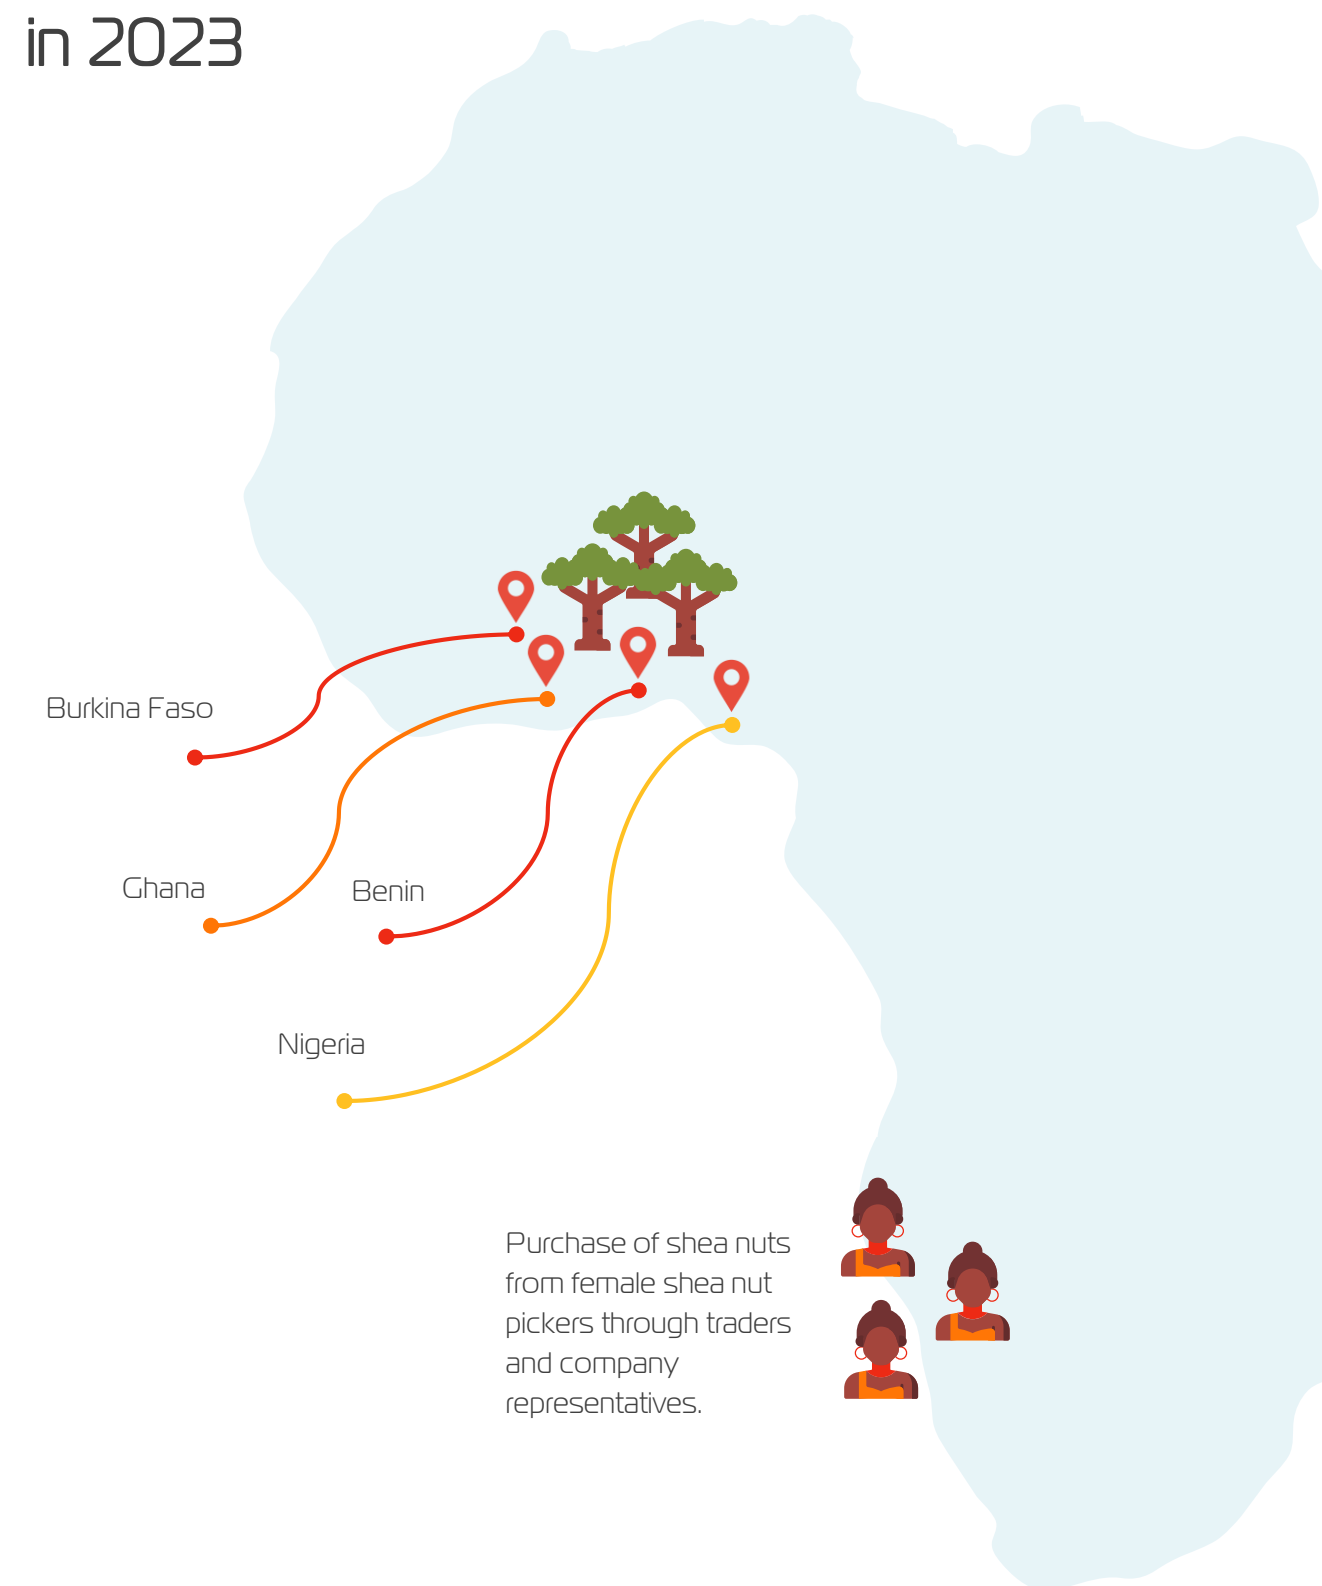 in 2023
Burkina Faso
Ghana
Benin
Nigeria
Purchase of shea nuts
from female shea nut
pickers through traders
and company
representatives.